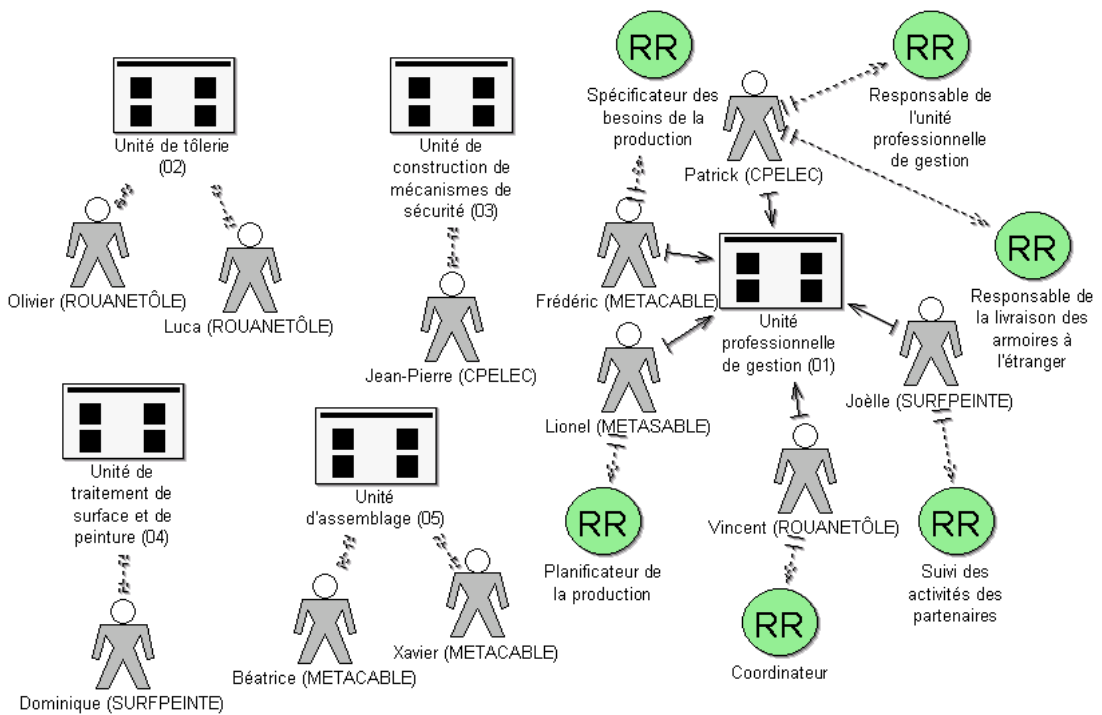 RR
Spécificateur des
besoins de la
production
RR
Responsable de
l'unité
professionnelle
de gestion
Unité de tôlerie
(02)
Unité de
construction de
mécanismes de
sécurité (03)
Patrick (CPELEC)
Olivier (ROUANETÔLE)
Luca (ROUANETÔLE)
Jean-Pierre (CPELEC)
Frédéric (METACABLE)
RR
Responsable de
la livraison des
armoires à
l'étranger
Unité
professionnelle
de gestion (01)
Joèlle (SURFPEINTE)
Lionel (METASABLE)
Unité de
traitement de
surface et de
peinture (04)
Unité
d'assemblage (05)
RR
Planificateur de
la production
Vincent (ROUANETÔLE)
RR
Suivi des
activités des
partenaires
RR
Coordinateur
Dominique (SURFPEINTE)
Béatrice (METACABLE)
Xavier (METACABLE)